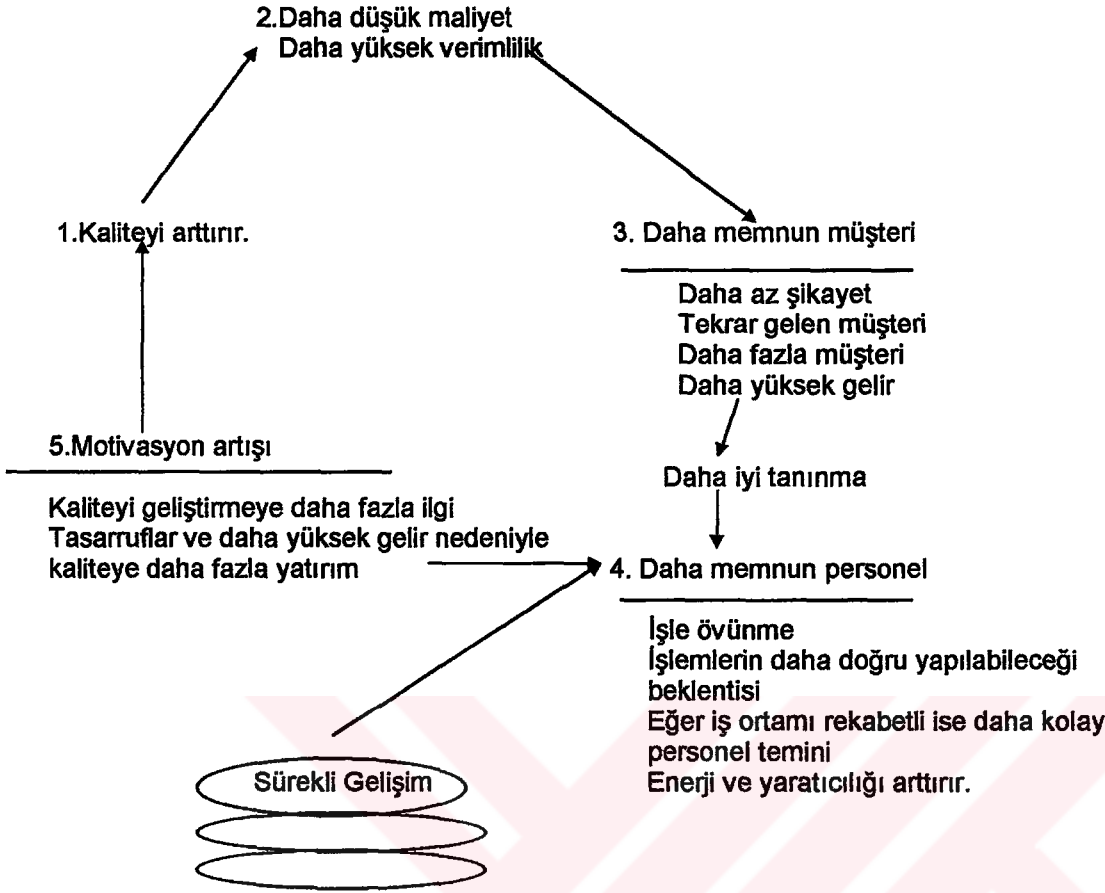 2.Daha düşük maliyet
Daha yüksek verimlilik
1.Kaliteyi arttırır.
3. Daha memnun müşteri
Daha az şikayet
Tekrar gelen müşteri
Daha fazla müşteri
Daha yüksek gelir
5.Motivasyon artışı
Daha iyi tanınma
Kaliteyi geliştirmeye daha fazla ilgi
Tasarruflar ve daha yüksek gelir nedeniyle
kaliteye daha fazla yatırım
4. Daha memnun personel
İşle övünme
İşlemlerin daha doğru yapılabileceği
beklentisi
Eğer iş ortamı rekabetli ise daha kolay
personel temini
Enerji ve yaratıcılığı arttırır.
Sürekli Gelişim